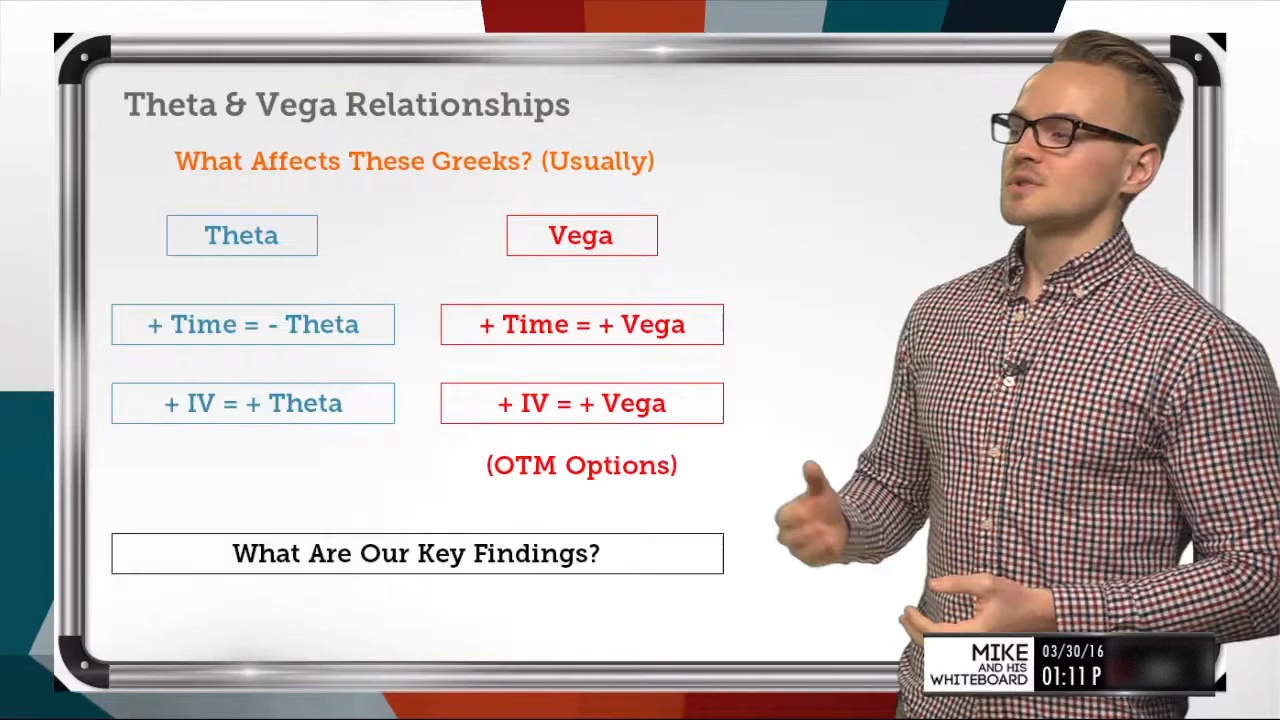 Theta & Vega Relationships
What Affects These Greeks? (Usually)
Theta
Vega
+ Time = - Theta
+ Time = + Vega
+ IV = + Theta
+ IV = + Vega
(OTM Options)
What Are Our Key Findings?
MIKE
AND HIS
WHITEBOARD
03/30/16
01:11 P